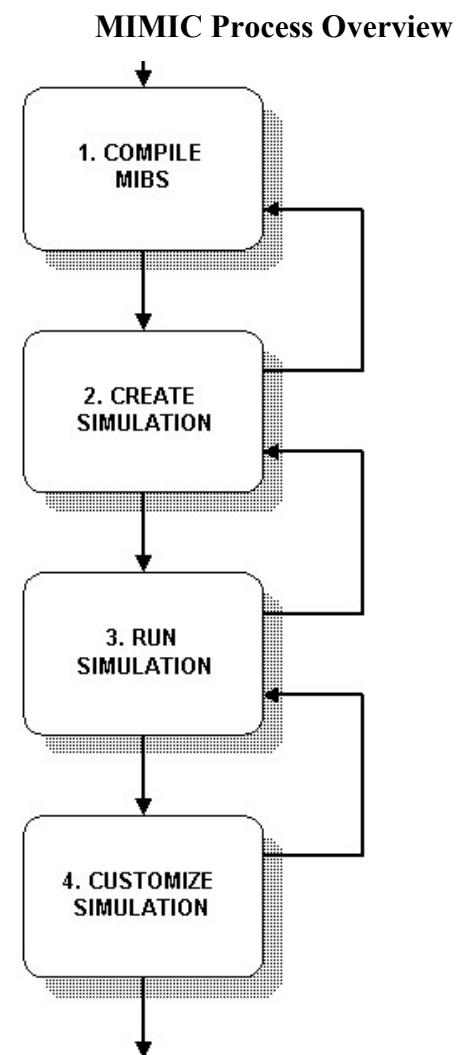 MIMIC Process Overview
1. COMPILE
MIBS
2. CREATE
SIMULATION
3. RUN
SIMULATION
4. CUSTOMIZE
SIMULATION